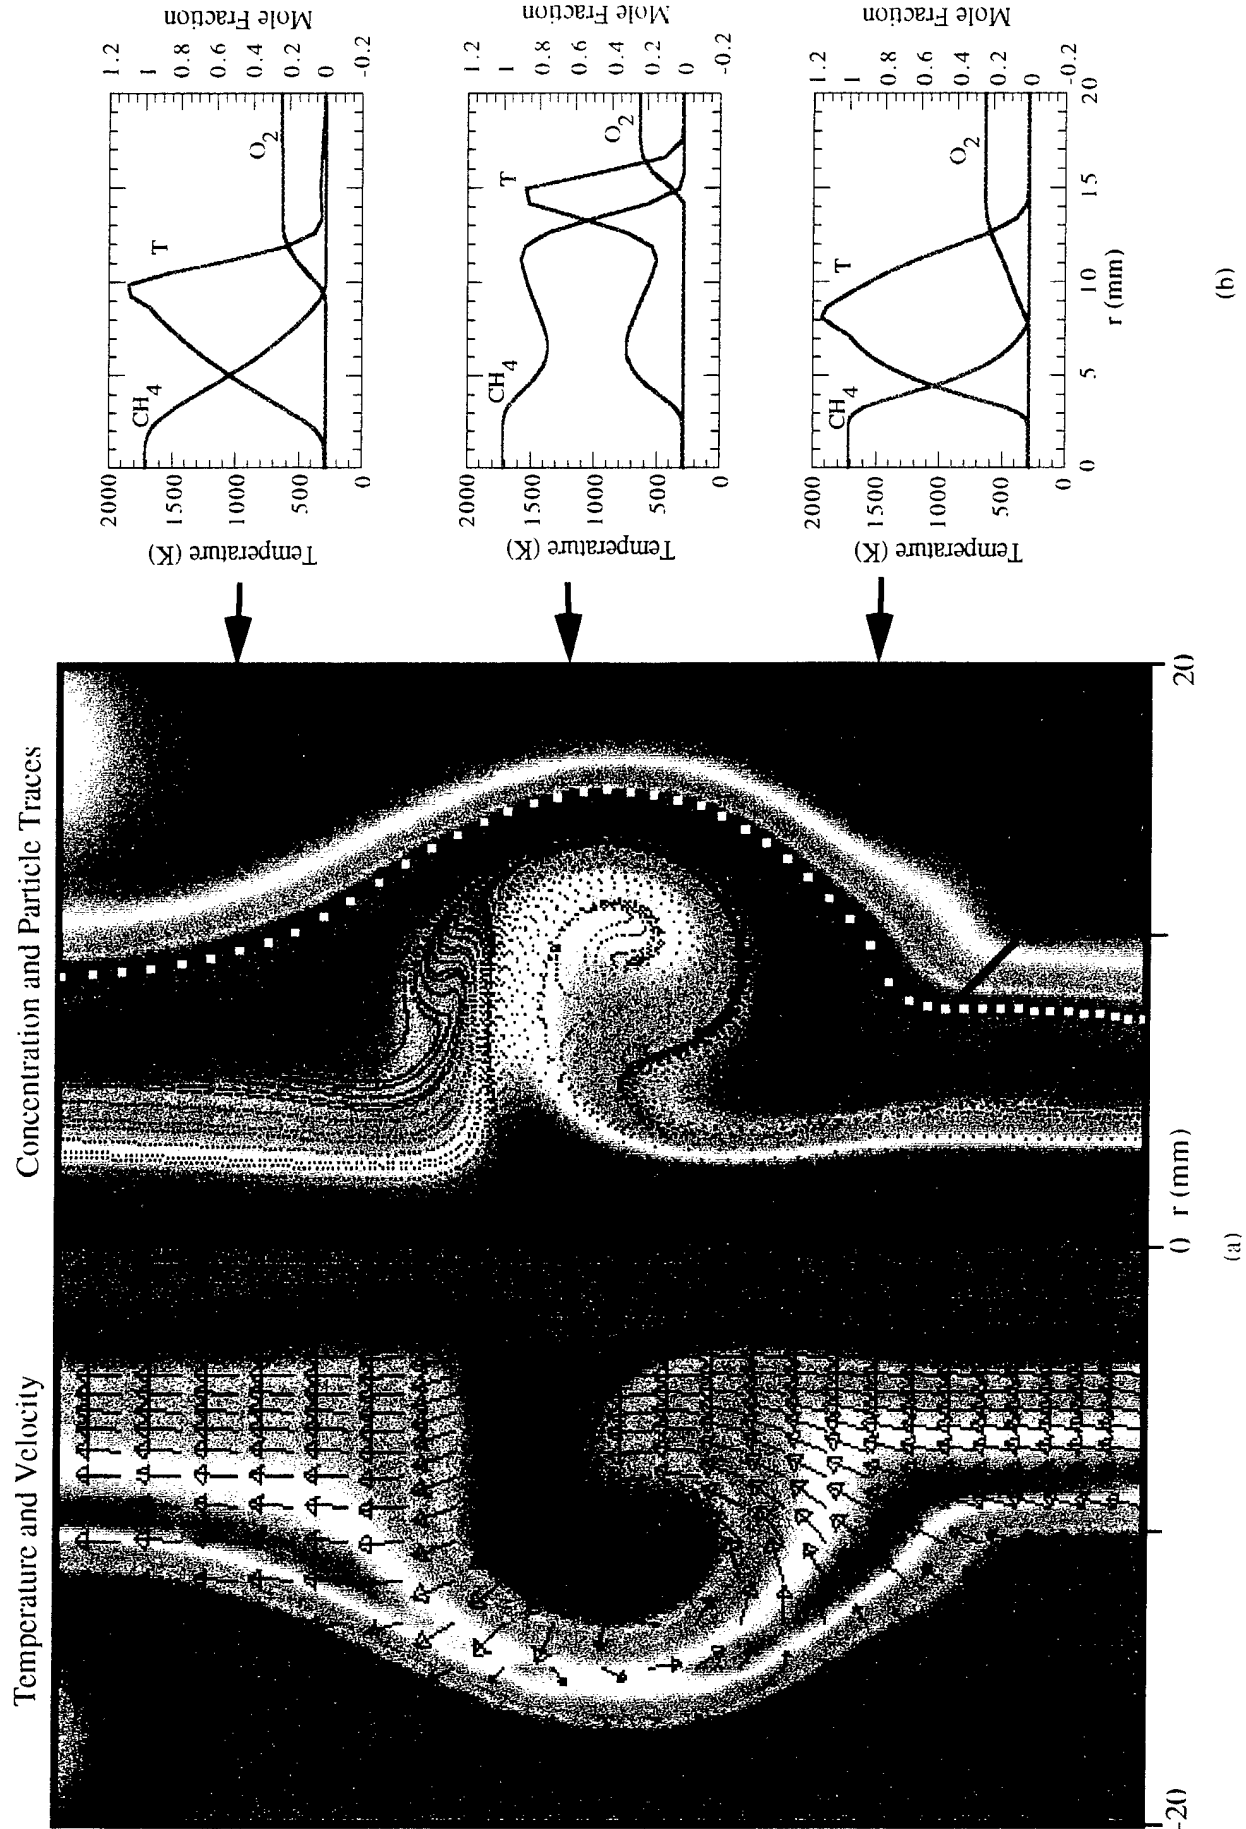 Temperature and Velocity
Concentration and Particle Traces
-20
0
r (mm)
20
(a)
Temperature (K)
2000
1500
1000
500
0
CH4
T
O2
1.2
1
0.8
0.6
0.4
0.2
0
-0.2
Mole Fraction
Temperature (K)
2000
1500
1000
500
0
CH4
T
O2
1.2
1
0.8
0.6
0.4
0.2
0
-0.2
Mole Fraction
Temperature (K)
2000
1500
1000
500
0
CH4
T
O2
1.2
1
0.8
0.6
0.4
0.2
0
-0.2
Mole Fraction
0
5
10
15
20
r (mm)
(b)